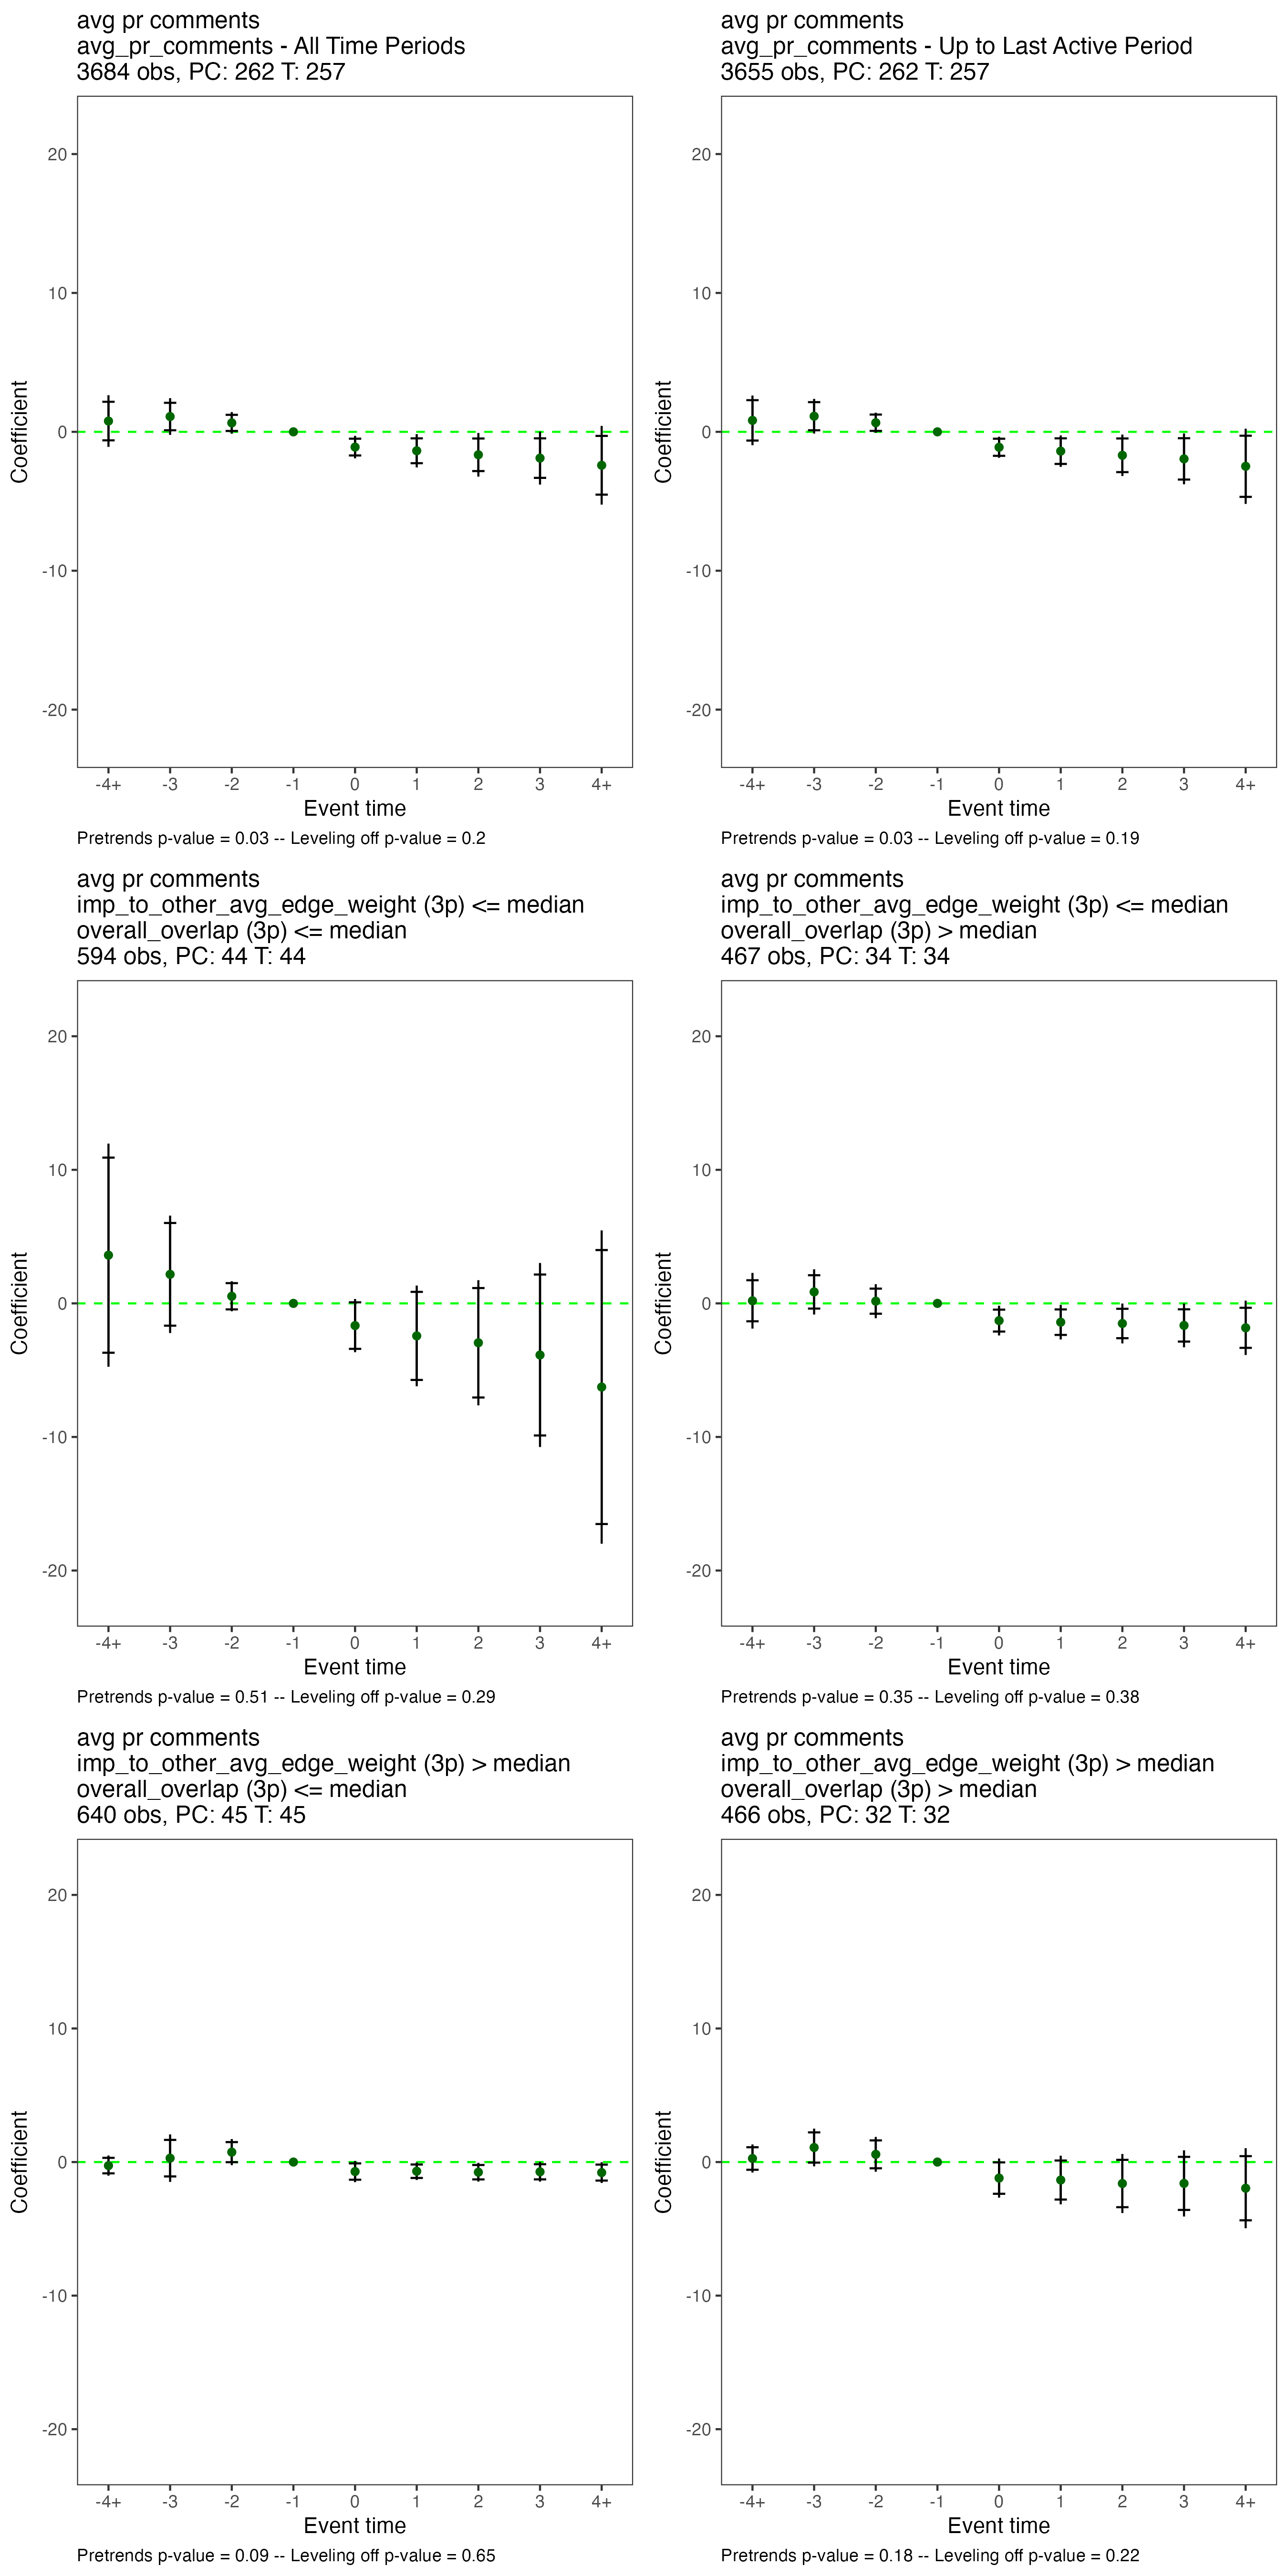 avg pr comments
avg_pr_comments - All Time Periods
3684 obs, PC: 262 T: 257
20
10
0
-10
-20
Coefficient
-4+ -3 -2 -1 0 1 2 3 4+
Event time
Pretrends p-value = 0.03 -- Leveling off p-value = 0.2
avg pr comments
avg_pr_comments - Up to Last Active Period
3655 obs, PC: 262 T: 257
20
10
0
-10
-20
Coefficient
-4+ -3 -2 -1 0 1 2 3 4+
Event time
Pretrends p-value = 0.03 -- Leveling off p-value = 0.19
avg pr comments
imp_to_other_avg_edge_weight (3p) <= median
overall_overlap (3p) <= median
594 obs, PC: 44 T: 44
20
10
0
-10
-20
Coefficient
-4+ -3 -2 -1 0 1 2 3 4+
Event time
Pretrends p-value = 0.51 -- Leveling off p-value = 0.29
avg pr comments
imp_to_other_avg_edge_weight (3p) <= median
overall_overlap (3p) > median
467 obs, PC: 34 T: 34
20
10
0
-10
-20
Coefficient
-4+ -3 -2 -1 0 1 2 3 4+
Event time
Pretrends p-value = 0.35 -- Leveling off p-value = 0.38
avg pr comments
imp_to_other_avg_edge_weight (3p) > median
overall_overlap (3p) <= median
640 obs, PC: 45 T: 45
20
10
0
-10
-20
Coefficient
-4+ -3 -2 -1 0 1 2 3 4+
Event time
Pretrends p-value = 0.09 -- Leveling off p-value = 0.65
avg pr comments
imp_to_other_avg_edge_weight (3p) > median
overall_overlap (3p) > median
466 obs, PC: 32 T: 32
20
10
0
-10
-20
Coefficient
-4+ -3 -2 -1 0 1 2 3 4+
Event time
Pretrends p-value = 0.18 -- Leveling off p-value = 0.22